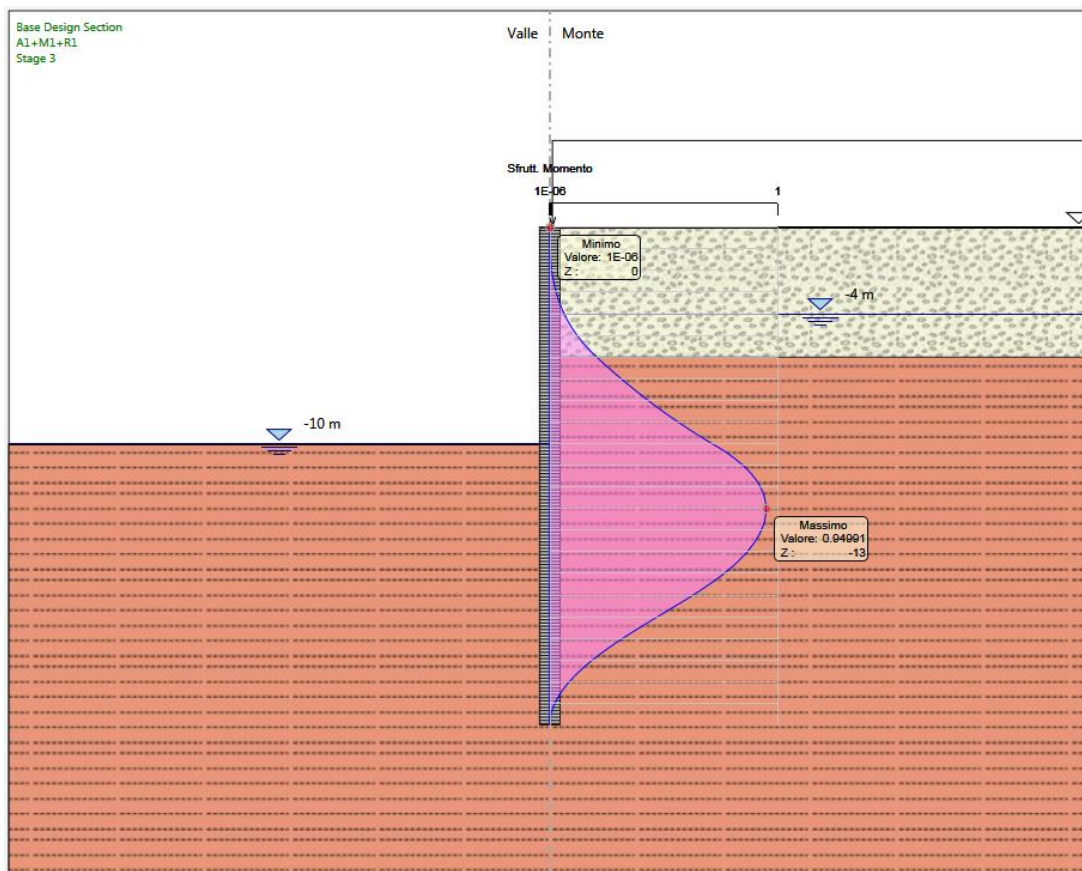 Base Design Section
A1+M1+R1
Stage 3
Valle Monte
Sfrutt. Momento
1E-06 1
Minimo
Valore: 1E-06
Z : 0
-4 m
-10 m
Massimo
Valore: 0.94991
Z : -13